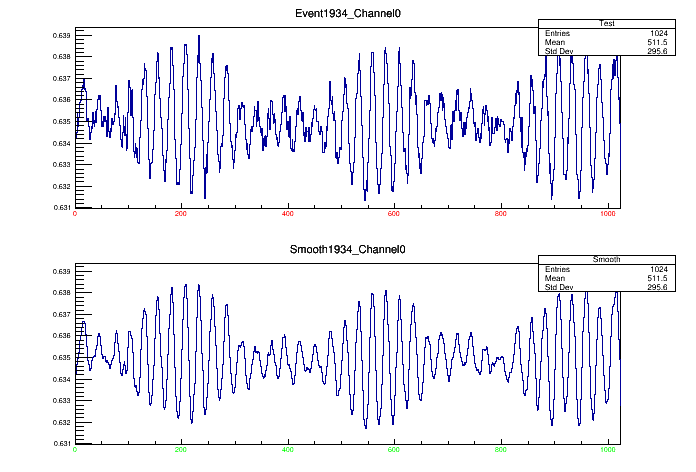 Event1934_Channel0
Test
Entries 1024
Mean 511.5
Std Dev 295.6
0.639
0.638
0.637
0.636
0.635
0.634
0.633
0.632
0.631
0 200 400 600 800 1000
Smooth1934_Channel0
Smooth
Entries 1024
Mean 511.5
Std Dev 295.6
0.639
0.638
0.637
0.636
0.635
0.634
0.633
0.632
0.631
0 200 400 600 800 1000